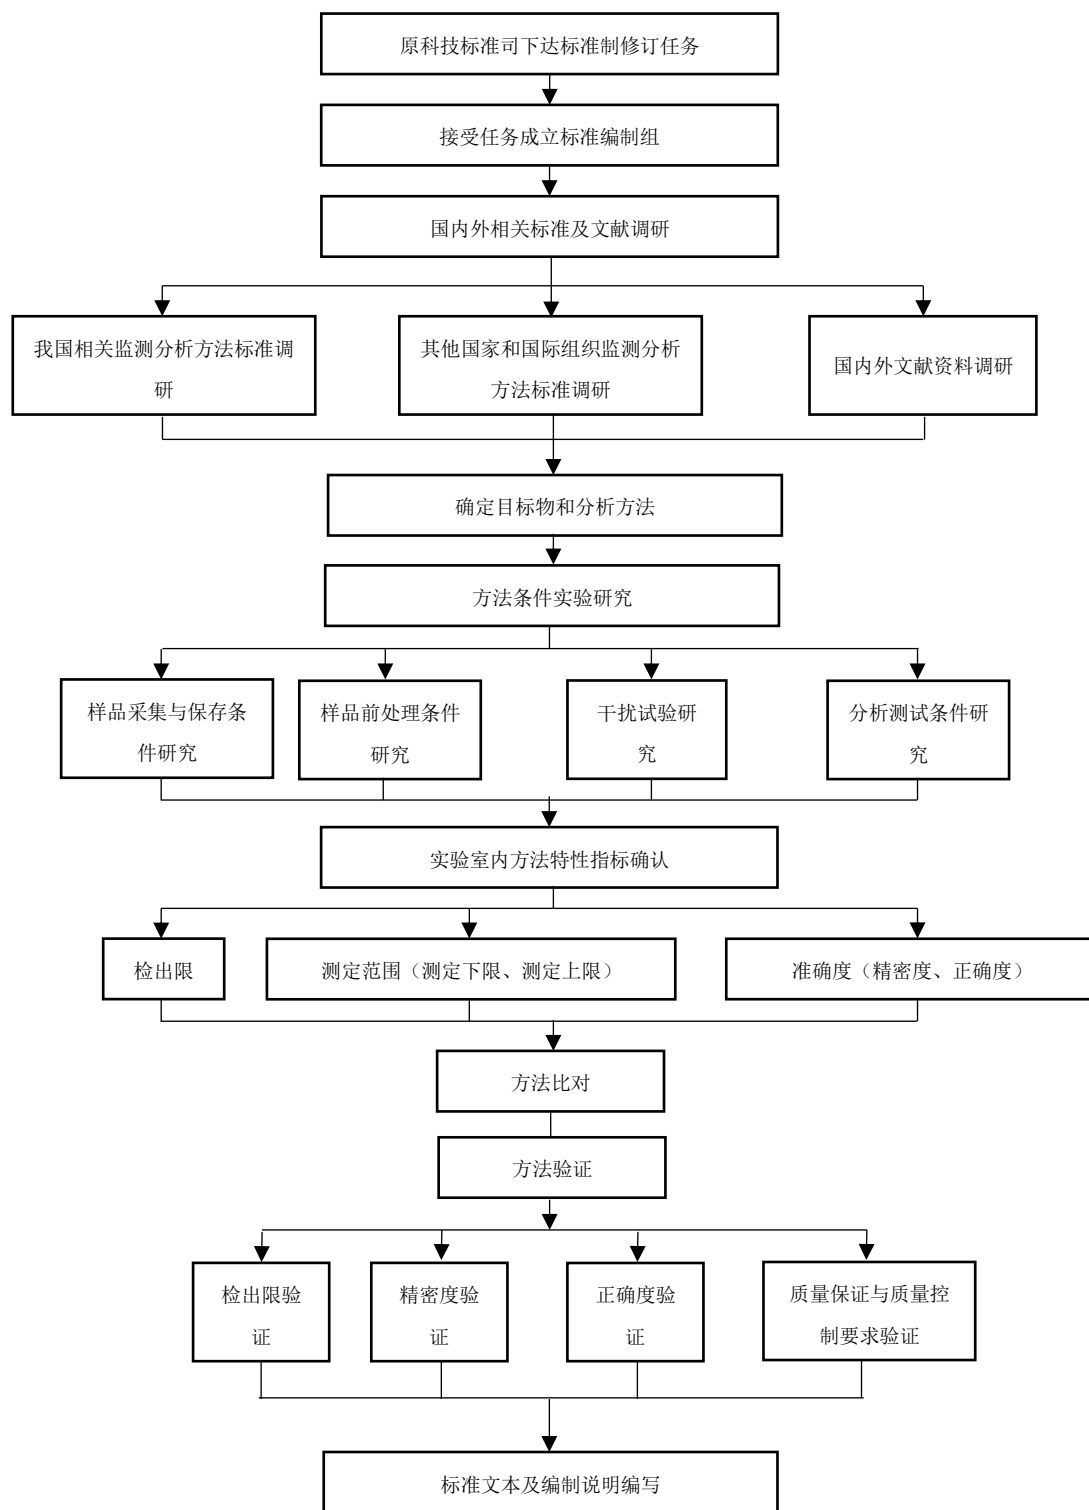 原科技标准司下达标准制修订任务
接受任务成立标准编制组
国内外相关标准及文献调研
我国相关监测分析方法标准调
研
其他国家和国际组织监测分析
方法标准调研
国内外文献资料调研
确定目标物和分析方法
方法条件实验研究
样品采集与保存条
件研究
样品前处理条件
研究
干扰试验研
究
分析测试条件研
究
实验室内方法特性指标确认
检出限
测定范围（测定下限、测定上限）
准确度（精密度、正确度）
方法比对
方法验证
检出限验
证
精密度验
证
正确度验
证
质量保证与质量控
制要求验证
标准文本及编制说明编写